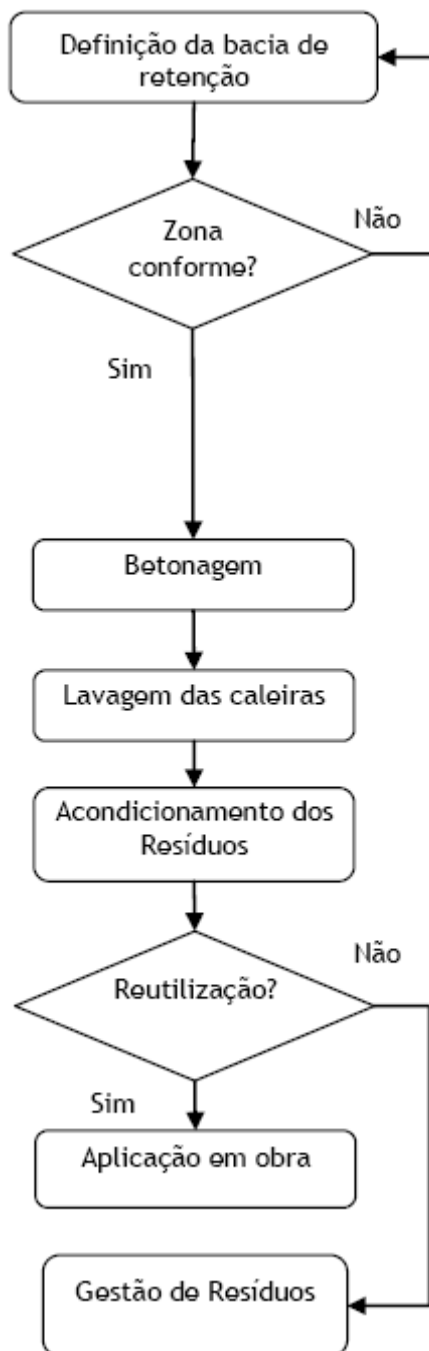 Definição da bacia de
retenção
Não
Zona
conforme?
Sim
Betonagem
Lavagem das caleiras
Acondicionamento dos
Resíduos
Não
Reutilização?
Sim
Aplicação em obra
Gestão de Resíduos